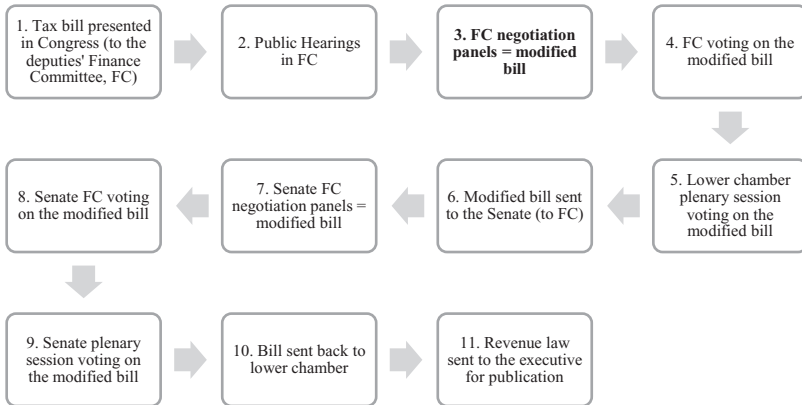 1. Tax bill presented
in Congress (to the
deputies' Finance
Committee, FC)
2. Public Hearings
in FC
3. FC negotiation
panels = modified
bill
4. FC voting on the
modified bill
5. Lower chamber
plenary session
voting on the
modified bill
6. Modified bill sent
to the Senate (to FC)
7. Senate FC
negotiation panels =
modified bill
8. Senate FC voting
on the modified bill
9. Senate plenary
session voting on
the modified bill
10. Bill sent back to
lower chamber
11. Revenue law
sent to the executive
for publication